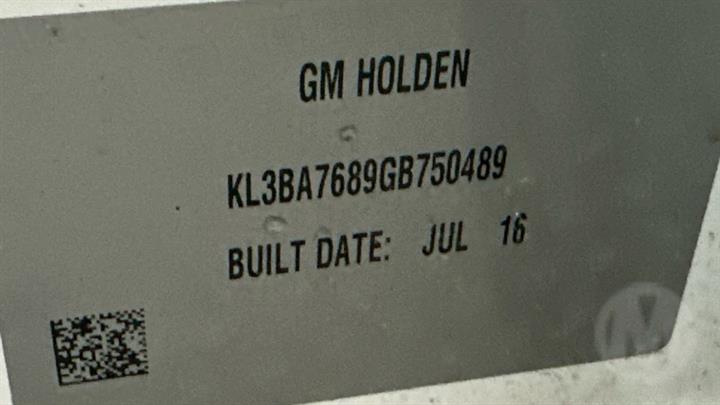 GM HOLDEN
KL3BA7689GB750489
BUILT DATE: JUL 16